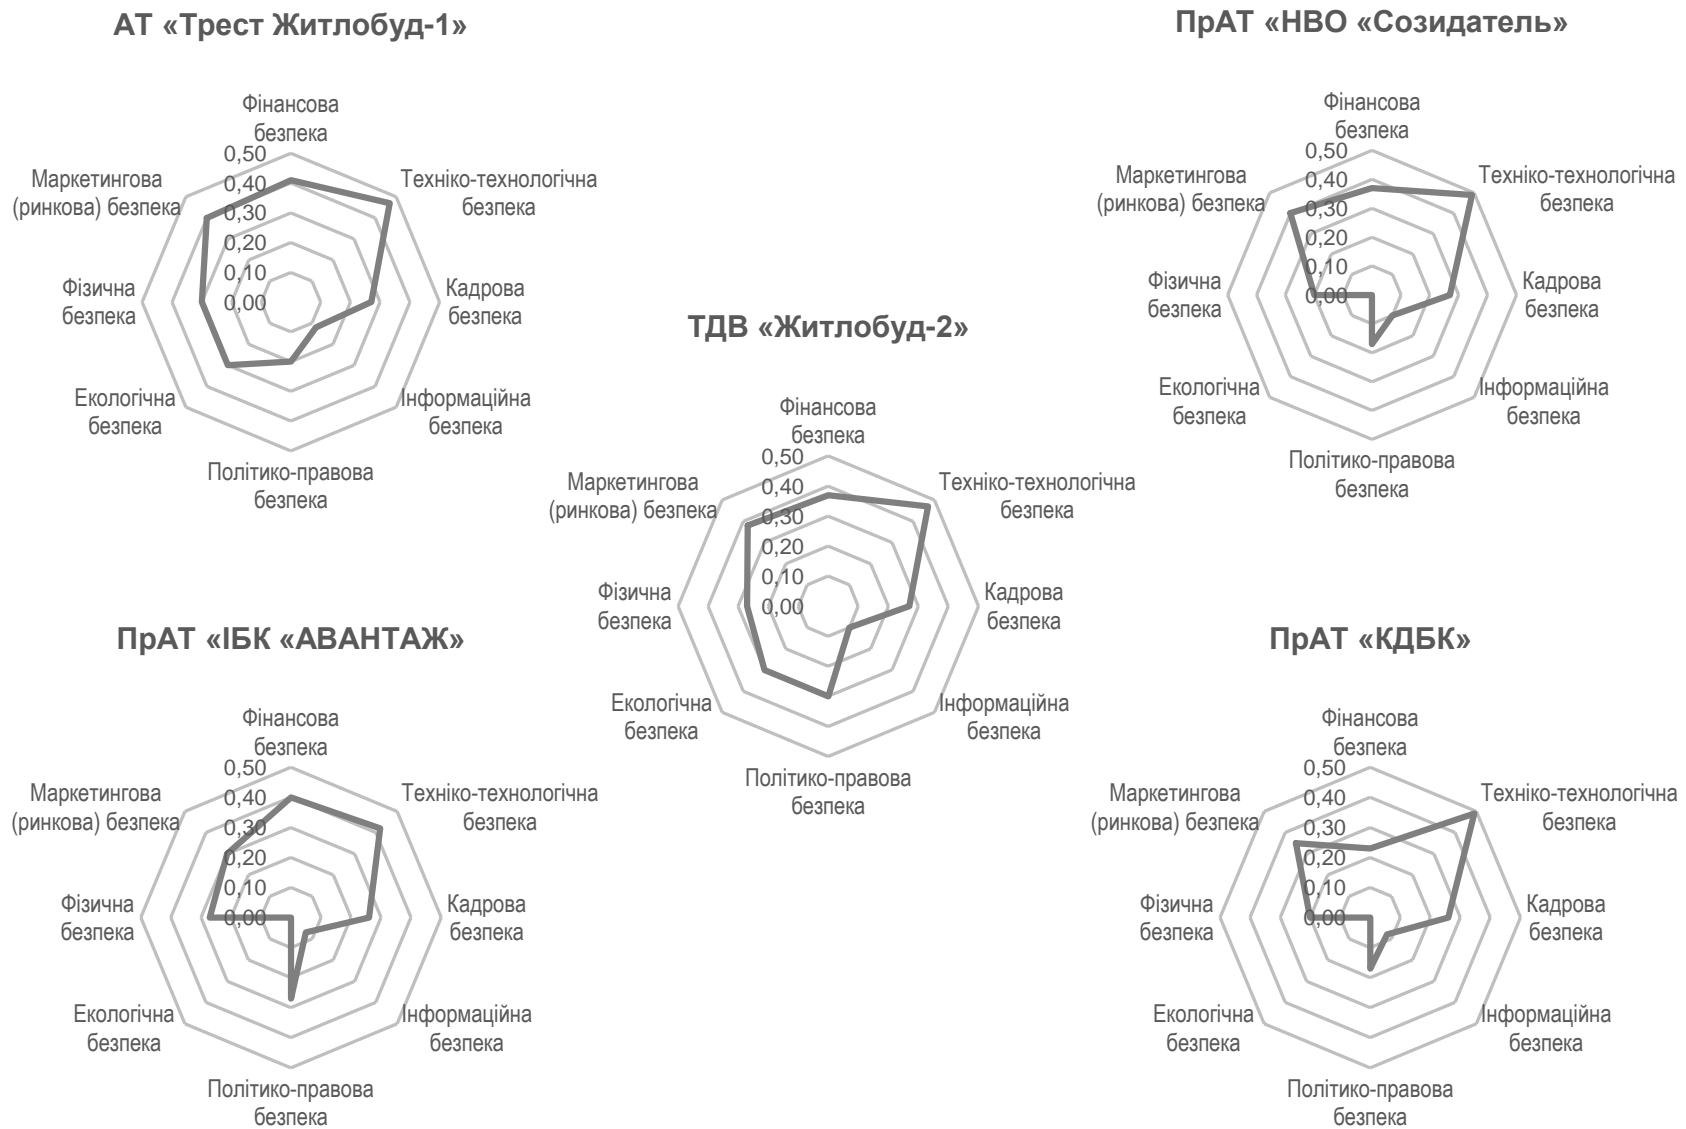 АТ «Трест Житлобуд-1»
Фінансова
безпека
Техніко-технологічна
безпека
Кадрова
безпека
Інформаційна
безпека
Політико-правова
безпека
Екологічна
безпека
Фізична
безпека
Маркетингова
(ринкова) безпека
0,50
0,40
0,30
0,20
0,10
0,00
ПрАТ «НВО «Созидатель»
Фінансова
безпека
Техніко-технологічна
безпека
Кадрова
безпека
Інформаційна
безпека
Політико-правова
безпека
Екологічна
безпека
Фізична
безпека
Маркетингова
(ринкова) безпека
0,50
0,40
0,30
0,20
0,10
0,00
ТДВ «Житлобуд-2»
Фінансова
безпека
Техніко-технологічна
безпека
Кадрова
безпека
Інформаційна
безпека
Політико-правова
безпека
Екологічна
безпека
Фізична
безпека
Маркетингова
(ринкова) безпека
0,50
0,40
0,30
0,20
0,10
0,00
ПрАТ «ІБК «АВАНТАЖ»
Фінансова
безпека
Техніко-технологічна
безпека
Кадрова
безпека
Інформаційна
безпека
Політико-правова
безпека
Екологічна
безпека
Фізична
безпека
Маркетингова
(ринкова) безпека
0,50
0,40
0,30
0,20
0,10
0,00
ПрАТ «КДБК»
Фінансова
безпека
Техніко-технологічна
безпека
Кадрова
безпека
Інформаційна
безпека
Політико-правова
безпека
Екологічна
безпека
Фізична
безпека
Маркетингова
(ринкова) безпека
0,50
0,40
0,30
0,20
0,10
0,00